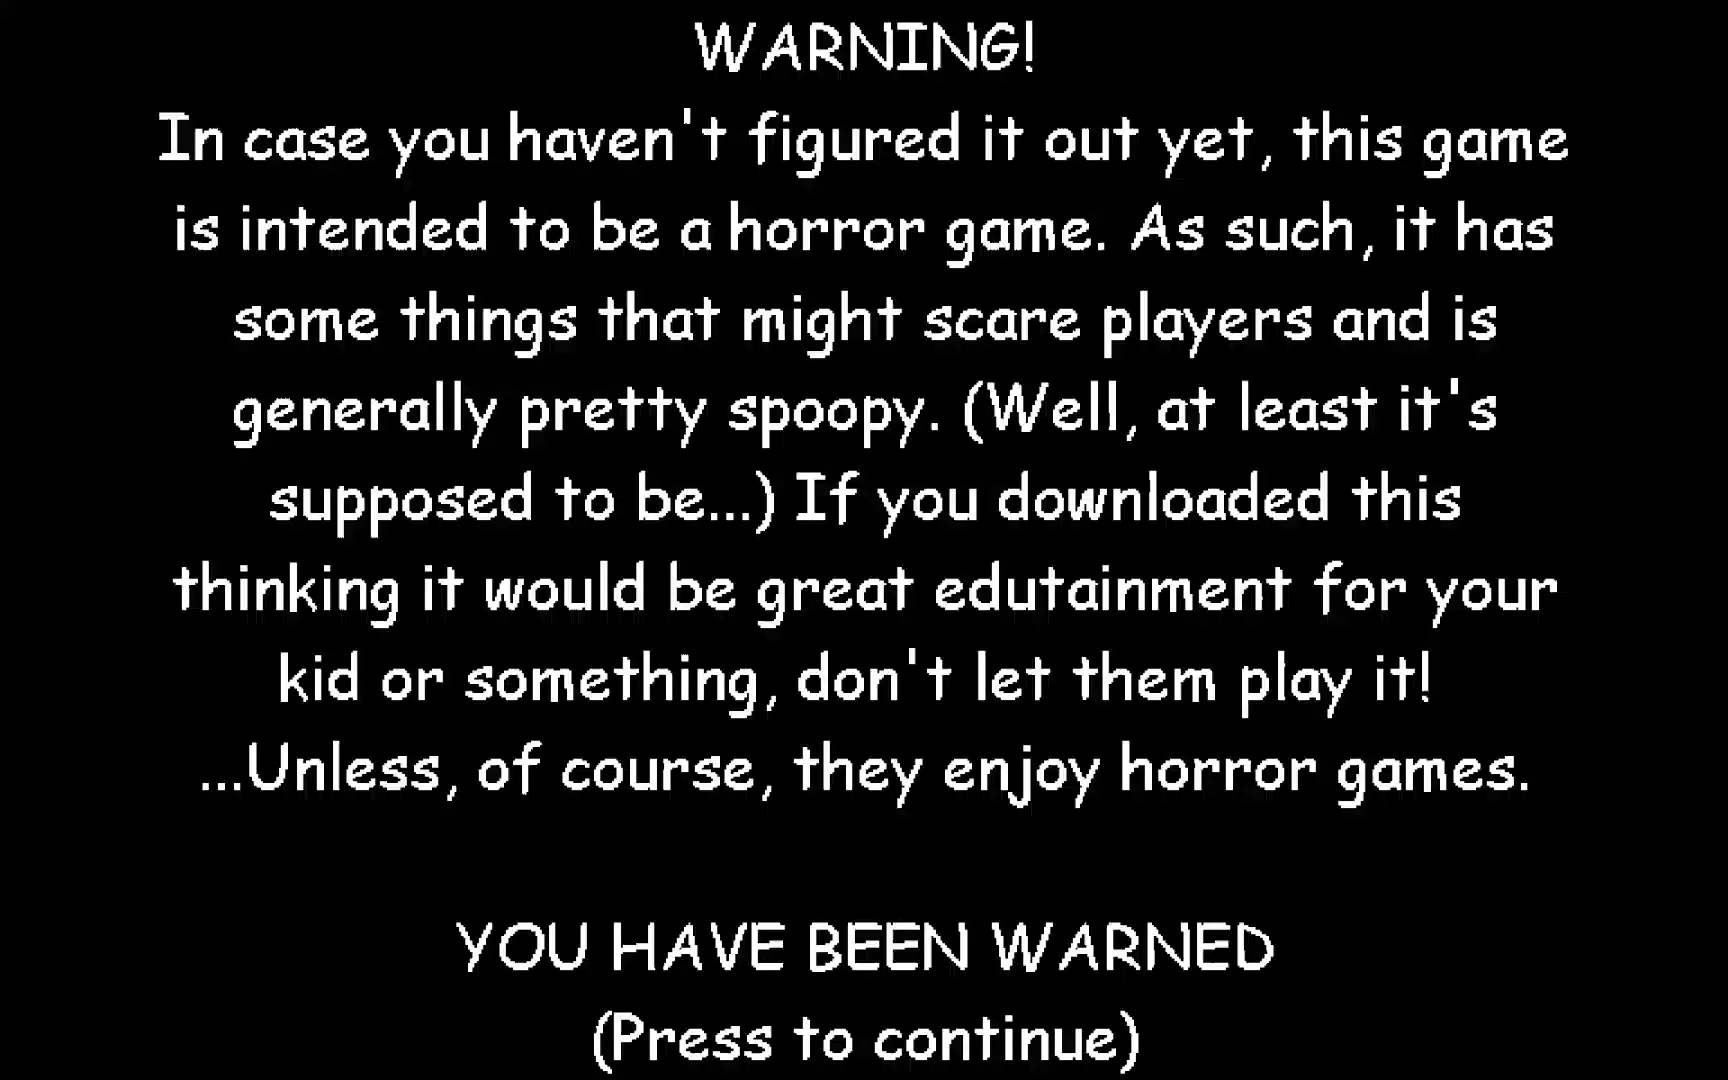 WARNING!
In case you haven't figured it out yet, this game
is intended to be a horror game. As such, it has
some things that might scare players and is
generally pretty spoopy. (Well, at least it's
supposed to be...) If you downloaded this
thinking it would be great edutainment for your
kid or something, don't let them play it!
...Unless, of course, they enjoy horror games.
YOU HAVE BEEN WARNED
(Press to continue)